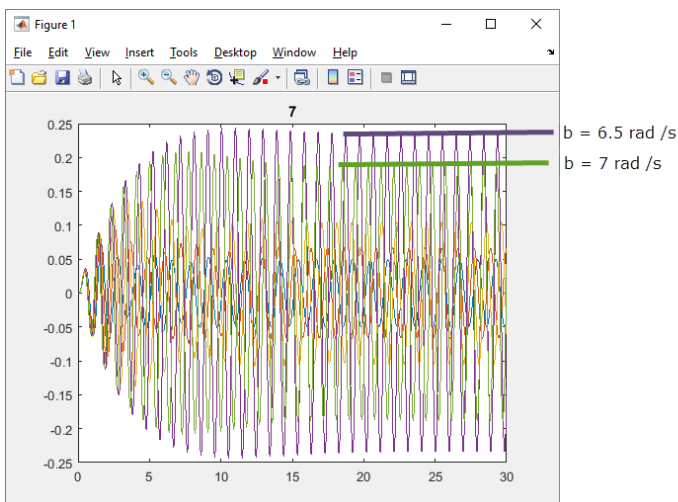 Figure 1
File Edit View Insert Tools Desktop Window Help
7
0.25
0.2
0.15
0.1
0.05
0
-0.05
-0.1
-0.15
-0.2
-0.25
0 5 10 15 20 25 30
b = 6.5 rad /s
b = 7 rad /s